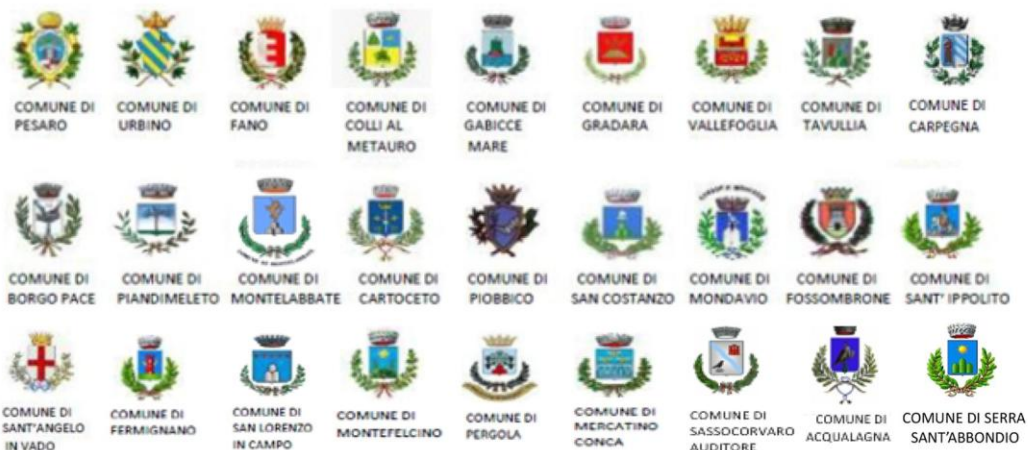 COMUNE DI
PESARO
COMUNE DI
URBINO
COMUNE DI
FANO
COMUNE DI
COLLI AL
METAURO
COMUNE DI
GABICCE
MARE
COMUNE DI
GRADARA
COMUNE DI
VALLEFOGLIA
COMUNE DI
TAVULLIA
COMUNE DI
CARPEGNA
COMUNE DI
BORGO PACE
COMUNE DI
PIANDIMELETO
COMUNE DI MONTELABBATE
COMUNE DI
MONTELABBATE
COMUNE DI
CARTOCETO
COMUNE DI
PIOBBICO
COMUNE DI
SAN COSTANZO
COMUNE DI
MONDAVIO
COMUNE DI
FOSSOMBRONE
COMUNE DI
SANT' IPPOLITO
COMUNE DI
SANT'ANGELO
IN VADO
COMUNE DI
FERMIGNANO
COMUNE DI
SAN LORENZO
IN CAMPO
COMUNE DI
MONTEFELCINO
COMUNE DI
PERGOLA
COMUNE DI
MERCATINO
CONCA
COMUNE DI
SASSOCORVARO
AUDITORE
COMUNE DI
ACQUALAGNA
COMUNE DI SERRA
SANT'ABBONDIO